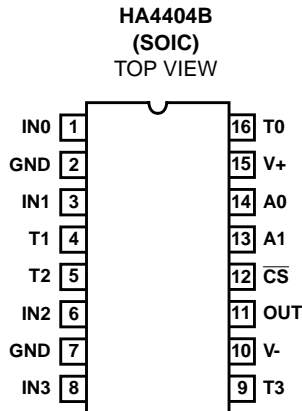 HA4404B
(SOIC)
TOP VIEW
IN0 1 16 T0
GND 2 15 V+
IN1 3 14 A0
T1 4 13 A1
T2 5 12 CS
IN2 6 11 OUT
GND 7 10 V-
IN3 8 9 T3